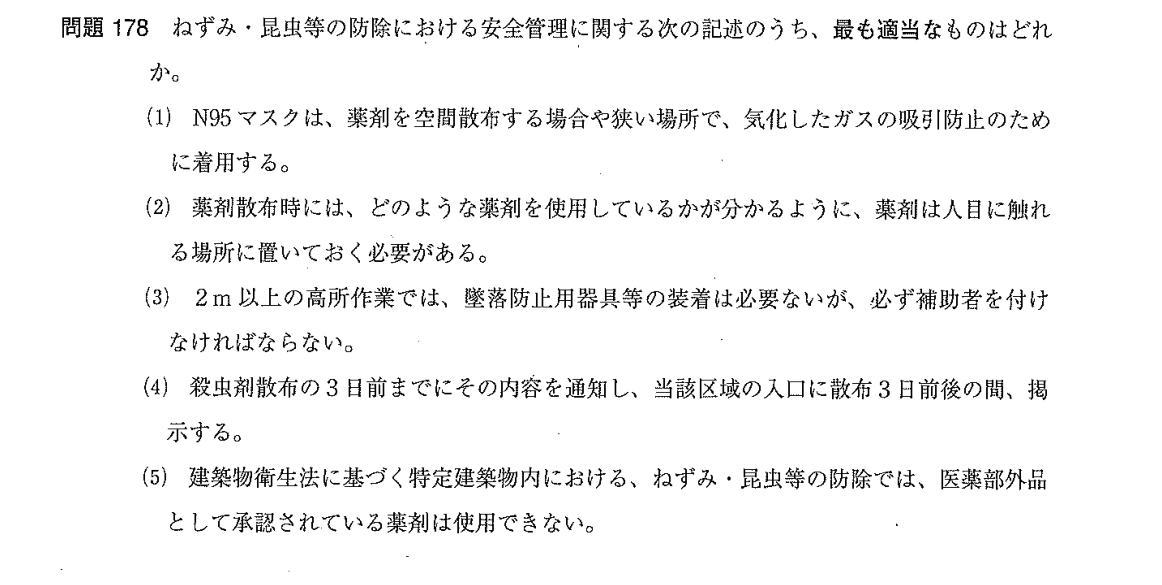 問題 178 ねずみ・昆虫等の防除における安全管理に関する次の記述のうち、最も適当なものはどれ
か。
(1) N95マスクは、薬剤を空間散布する場合や狭い場所で、気化したガスの吸引防止のため
に着用する。
(2) 薬剤散布時には、どのような薬剤を使用しているかが分かるように、薬剤は人目に触れ
る場所に置いておく必要がある。
(3) 2m以上の高所作業では、墜落防止用器具等の装着は必要ないが、必ず補助者を付け
なければならない。
(4) 殺虫剤散布の3日前までにその内容を通知し、当該区域の入口に散布3日前後の間、掲
示する。
(5) 建築物衛生法に基づく特定建築物内における、ねずみ・昆虫等の防除では、医薬部外品
として承認されている薬剤は使用できない。